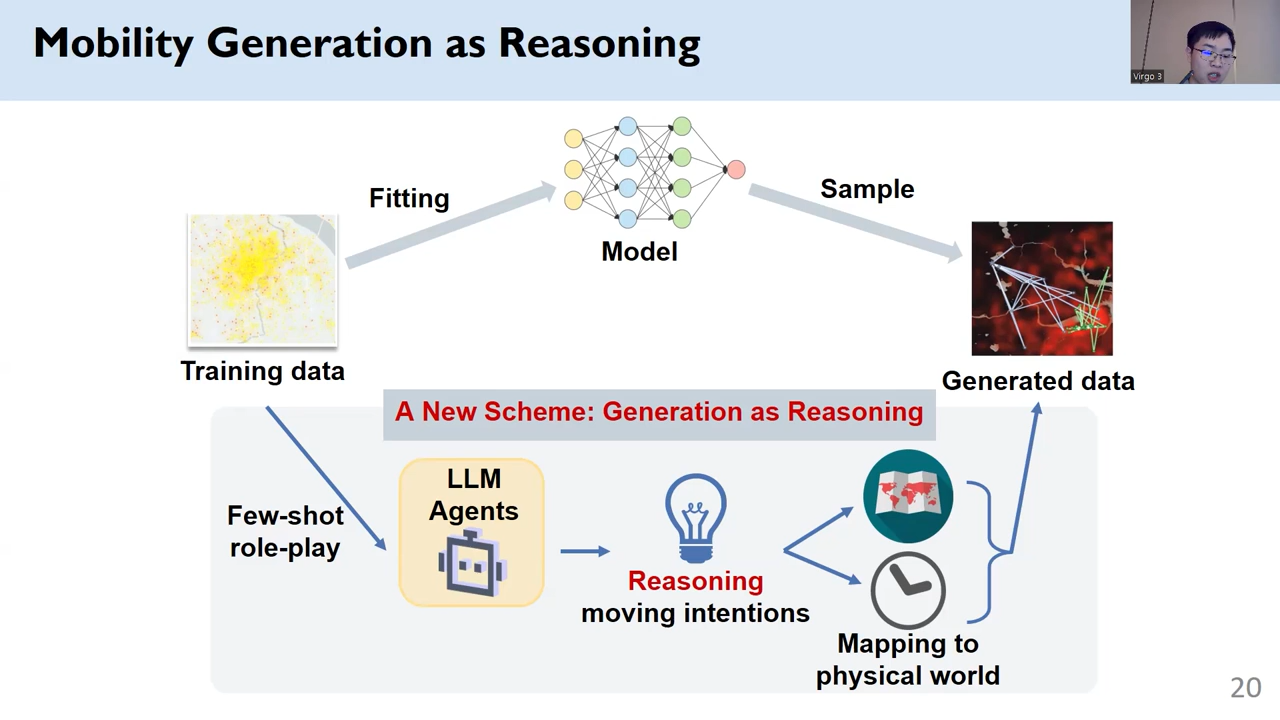 Mobility Generation as Reasoning
Virgo 3
Fitting
Sample
Model
Training data
Generated data
A New Scheme: Generation as Reasoning
LLM
Agents
Few-shot
role-play
Reasoning
moving intentions
Mapping to
physical world
20